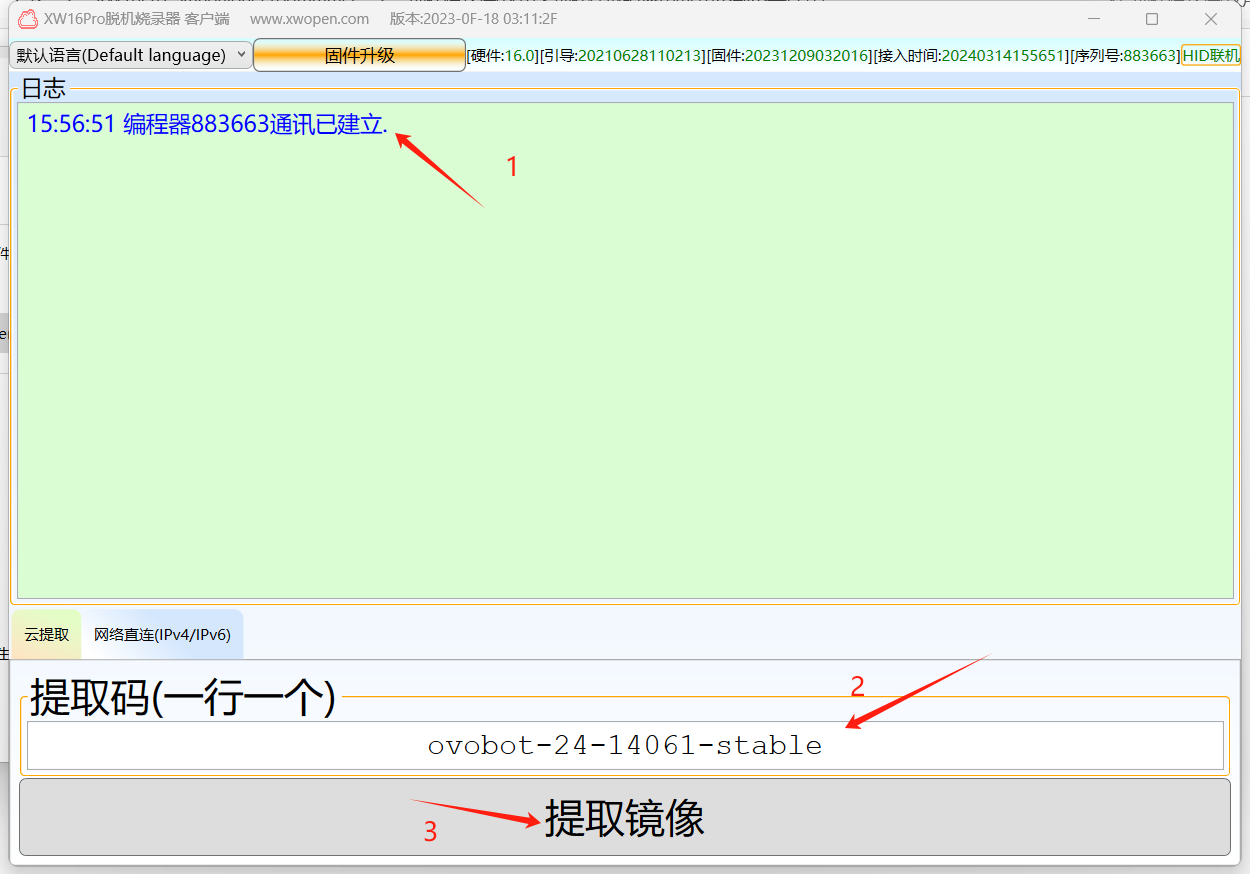 XW16Pro脱机烧录器 客户端 www.xwopen.com 版本:2023-0F-18 03:11:2F
默认语言(Default language) 固件升级 [硬件:16.0][引导:20210628110213][固件:20231209032016][接入时间:20240314155651][序列号:883663] HID联机
日志
15:56:51 编程器883663通讯已建立.
1
云提取 网络直连(IPv4/IPv6)
提取码(一行一个)
2
ovobot-24-14061-stable
提取镜像
3